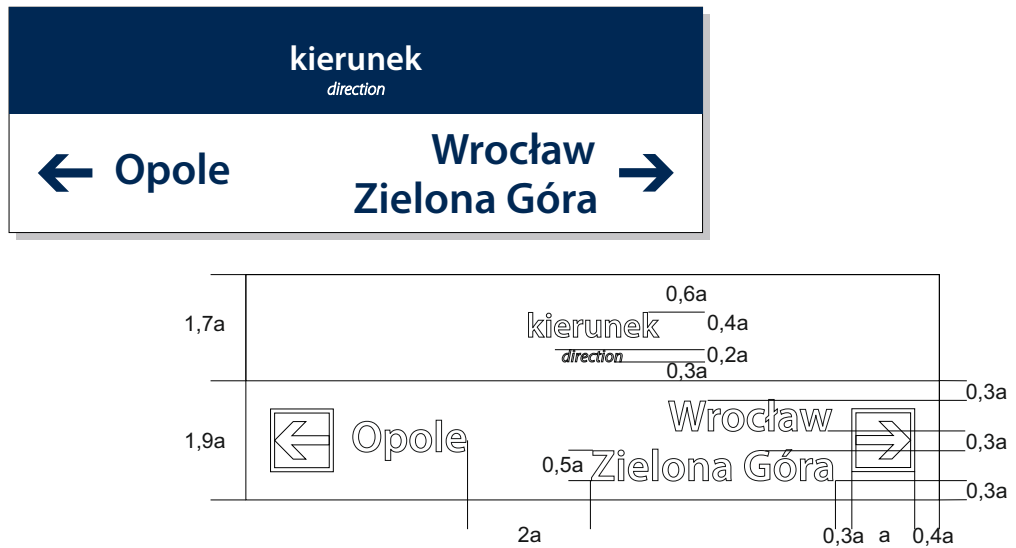 kierunek
direction
Opole
Wrocław
Zielona Góra
1,7a
0,6a
kierunek
0,4a
direction
0,2a
0,3a
0,3a
1,9a
Opole
Wrocław
0,3a
0,5a
Zielona Góra
0,3a
2a
0,3a
a
0,4a